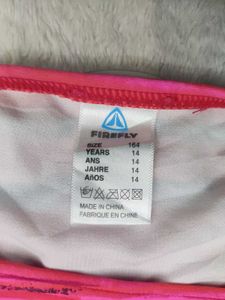 FIREFLY
SIZE 164
YEARS 14
ANS 14
JAHRE 14
AÑOS 14
MADE IN CHINA
FABRIQUE EN CHINE